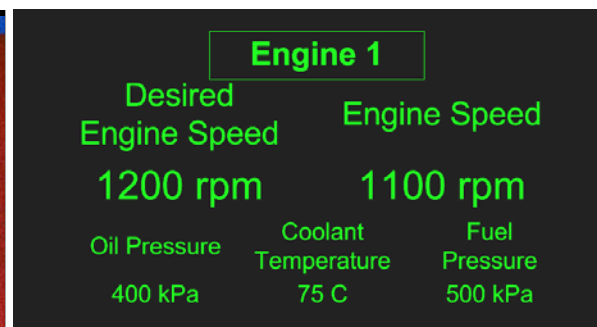 Engine 1
Desired
Engine Speed
Engine Speed
1200 rpm
1100 rpm
Oil Pressure
Coolant
Temperature
Fuel
Pressure
400 kPa
75 C
500 kPa